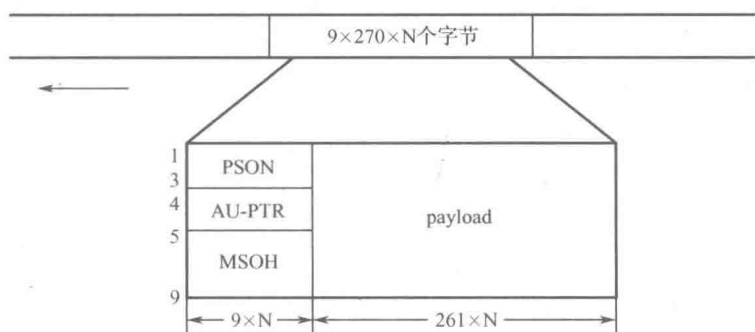 9×270×N个字节
1
PSON
3
4
AU-PTR
payload
5
MSOH
9
9×N
261×N